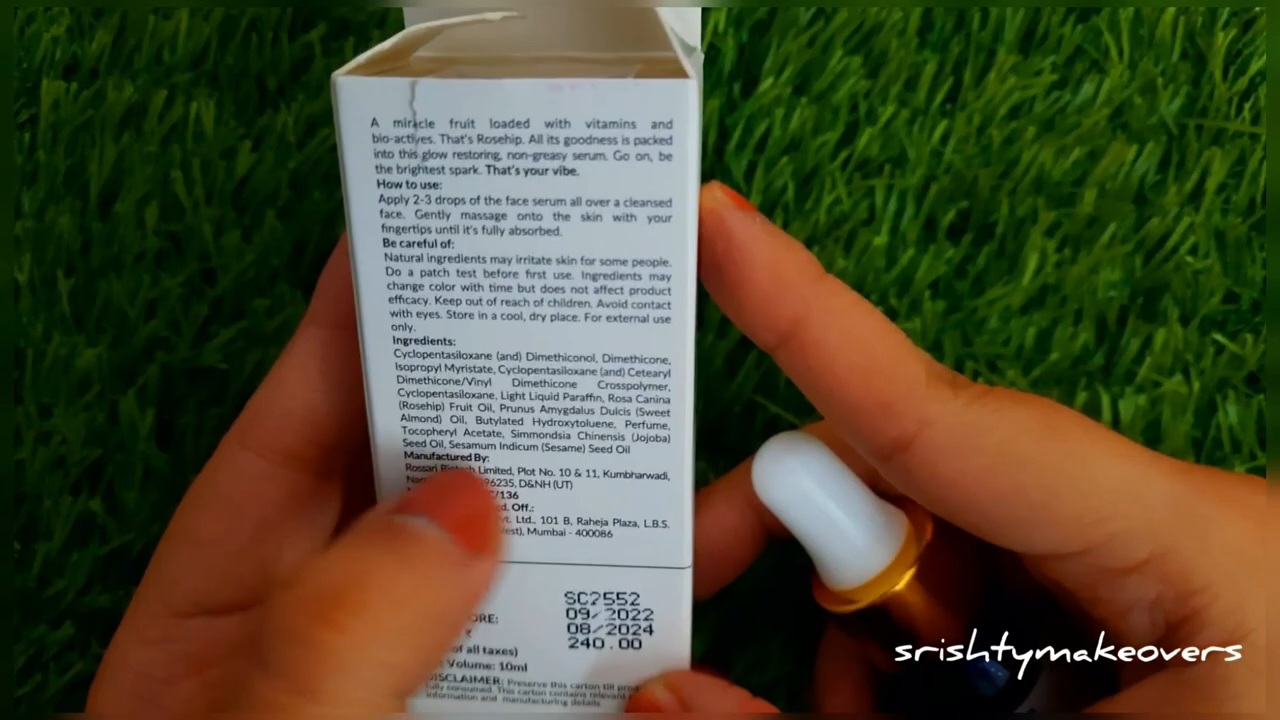 A miracle fruit loaded with vitamins and
bio-actives. That's Rosehip. All its goodness is packed
into this glow restoring, non-greasy serum. Go on, be
the brightest spark. That's your vibe.
How to use:
Apply 2-3 drops of the face serum all over a cleansed
face. Gently massage onto the skin with your
fingertips until it's fully absorbed.
Be careful of:
Natural ingredients may irritate skin for some people.
Do a patch test before first use. Ingredients may
change color with time but does not affect product
efficacy. Keep out of reach of children. Avoid contact
with eyes. Store in a cool, dry place. For external use
only.
Ingredients:
Cyclopentasiloxane (and) Dimethiconol, Dimethicone,
Isopropyl Myristate, Cyclopentasiloxane (and) Cetearyl
Dimethicone/Vinyl Dimethicone Crosspolymer,
Cyclopentasiloxane, Light Liquid Paraffin, Rosa Canina
(Rosehip) Fruit Oil, Prunus Amygdalus Dulcis (Sweet
Almond) Oil, Butylated Hydroxytoluene, Perfume,
Tocopheryl Acetate, Simmondsia Chinensis (Jojoba)
Seed Oil, Sesamum Indicum (Sesame) Seed Oil
Manufactured By:
Rossari Biotech Limited, Plot No. 10 & 11, Kumbharwadi,
96235, D&NH (UT)
/136
d. Off.:
Ltd., 101 B, Raheja Plaza, L.B.S.
Mumbai - 400086
SC2552
ORE: 09/2022
₹ 08/2024
240.00
of all taxes)
Volume: 10ml
DISCLAIMER: Preserve this carton till
fully consumed. This carton contains relevant
information and manufacturing details
srishtymakeovers